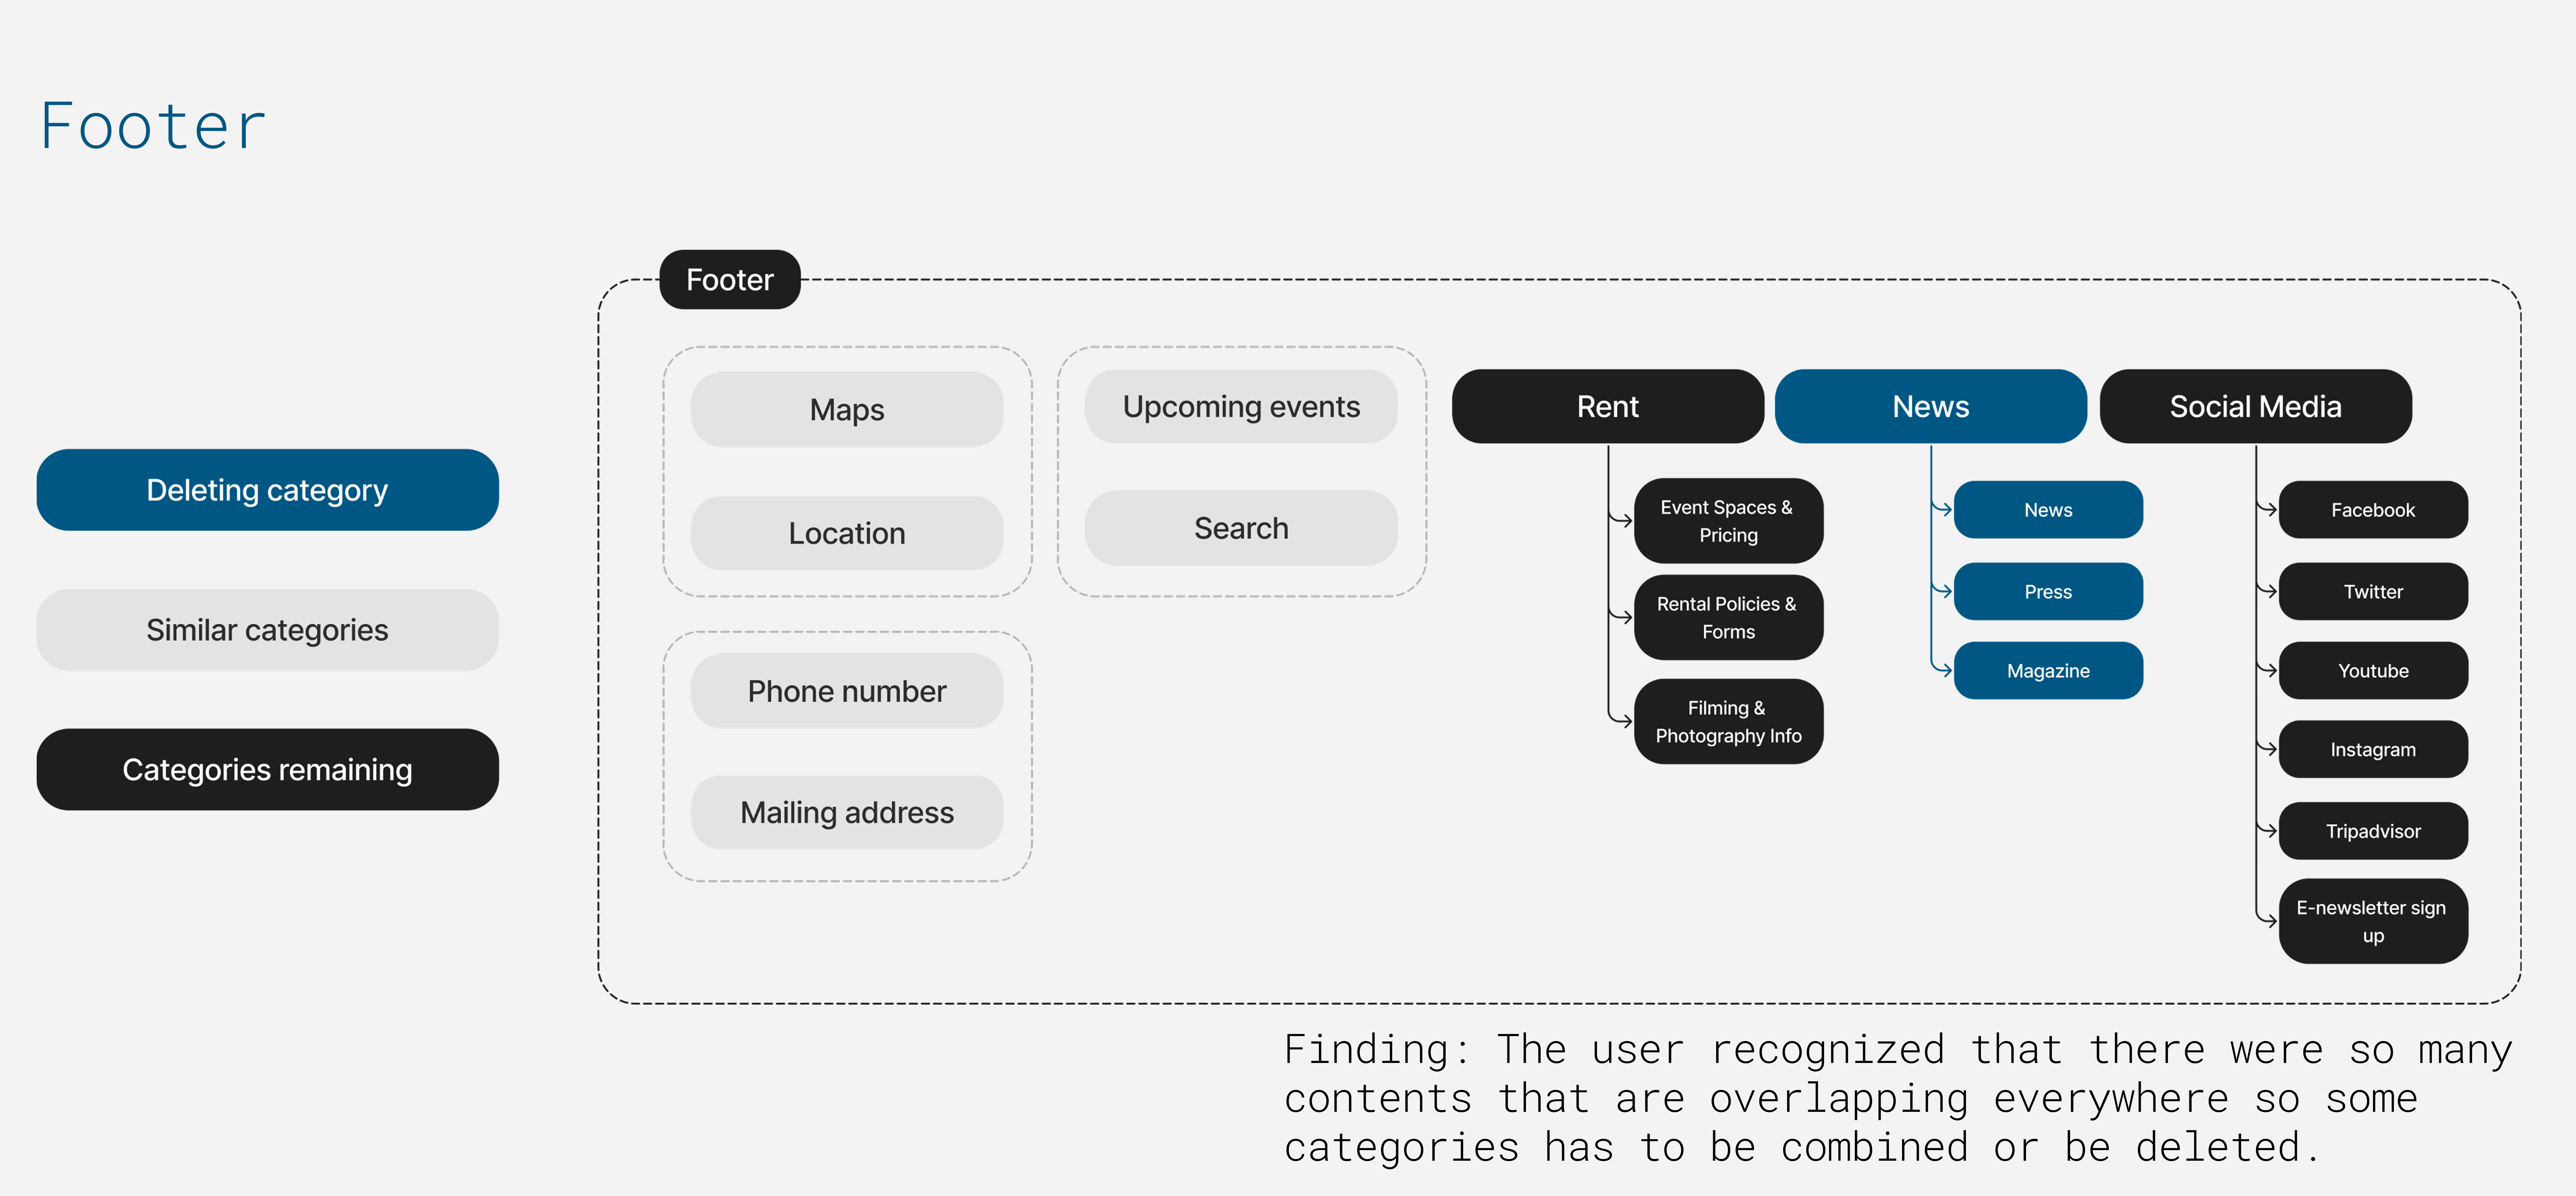 Footer
Deleting category
Similar categories
Categories remaining
Footer
Maps
Location
Phone number
Mailing address
Upcoming events
Search
Rent
Event Spaces &
Pricing
Rental Policies &
Forms
Filming &
Photography Info
News
News
Press
Magazine
Social Media
Facebook
Twitter
Youtube
Instagram
Tripadvisor
E-newsletter sign
up
Finding: The user recognized that there were so many
contents that are overlapping everywhere so some
categories has to be combined or be deleted.